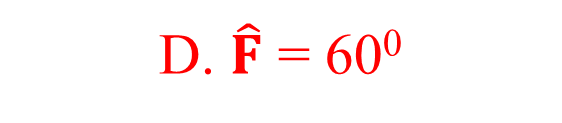 D. F̂ = 60⁰